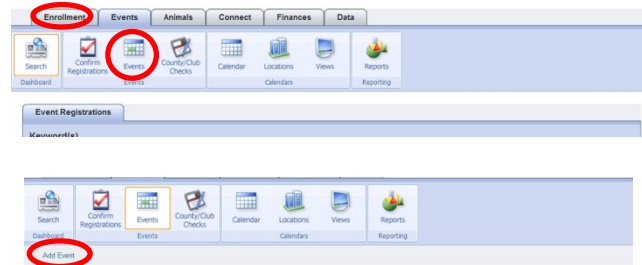 Enrollment Events Animals Connect Finances Data
Search Confirm Registrations Events County/Club Checks Calendar Locations Views Reports
Dashboard Events Calendars Reporting
Event Registrations
Keyword(s)
Search Confirm Registrations Events County/Club Checks Calendar Locations Views Reports
Dashboard Events Calendars Reporting
Add Event